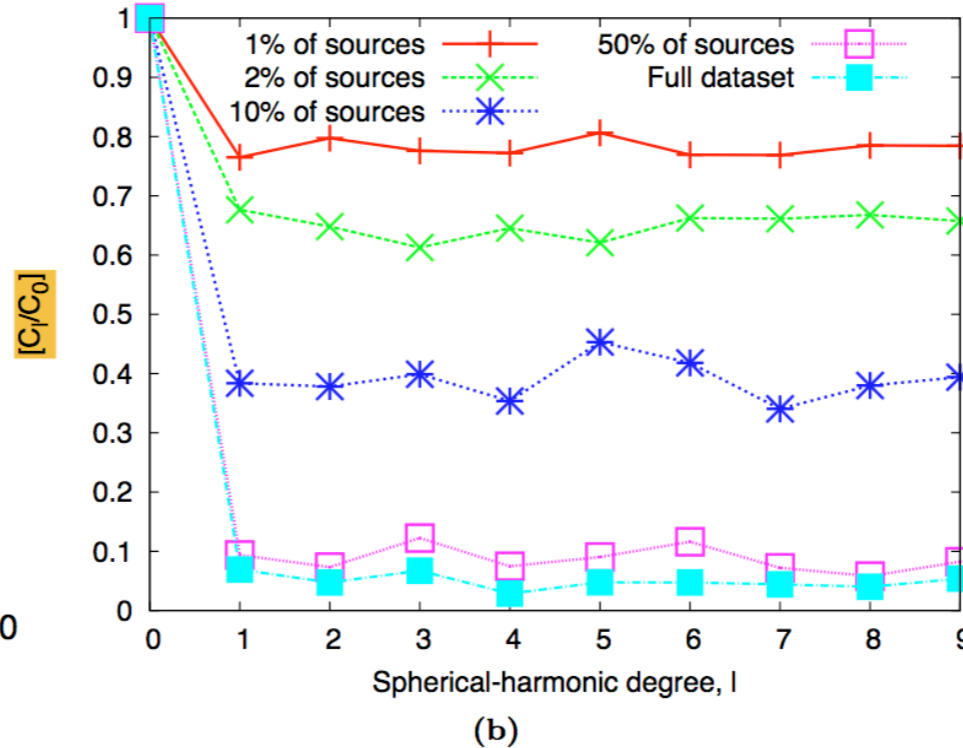 1
0.9
0.8
0.7
0.6
0.5
0.4
0.3
0.2
0.1
0
[Cl/C0]
1% of sources
2% of sources
10% of sources
50% of sources
Full dataset
0
0 1 2 3 4 5 6 7 8 9
Spherical-harmonic degree, l
(b)